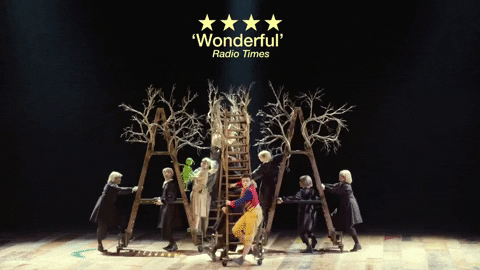 ★★★★
‘Wonderful’
Radio Times